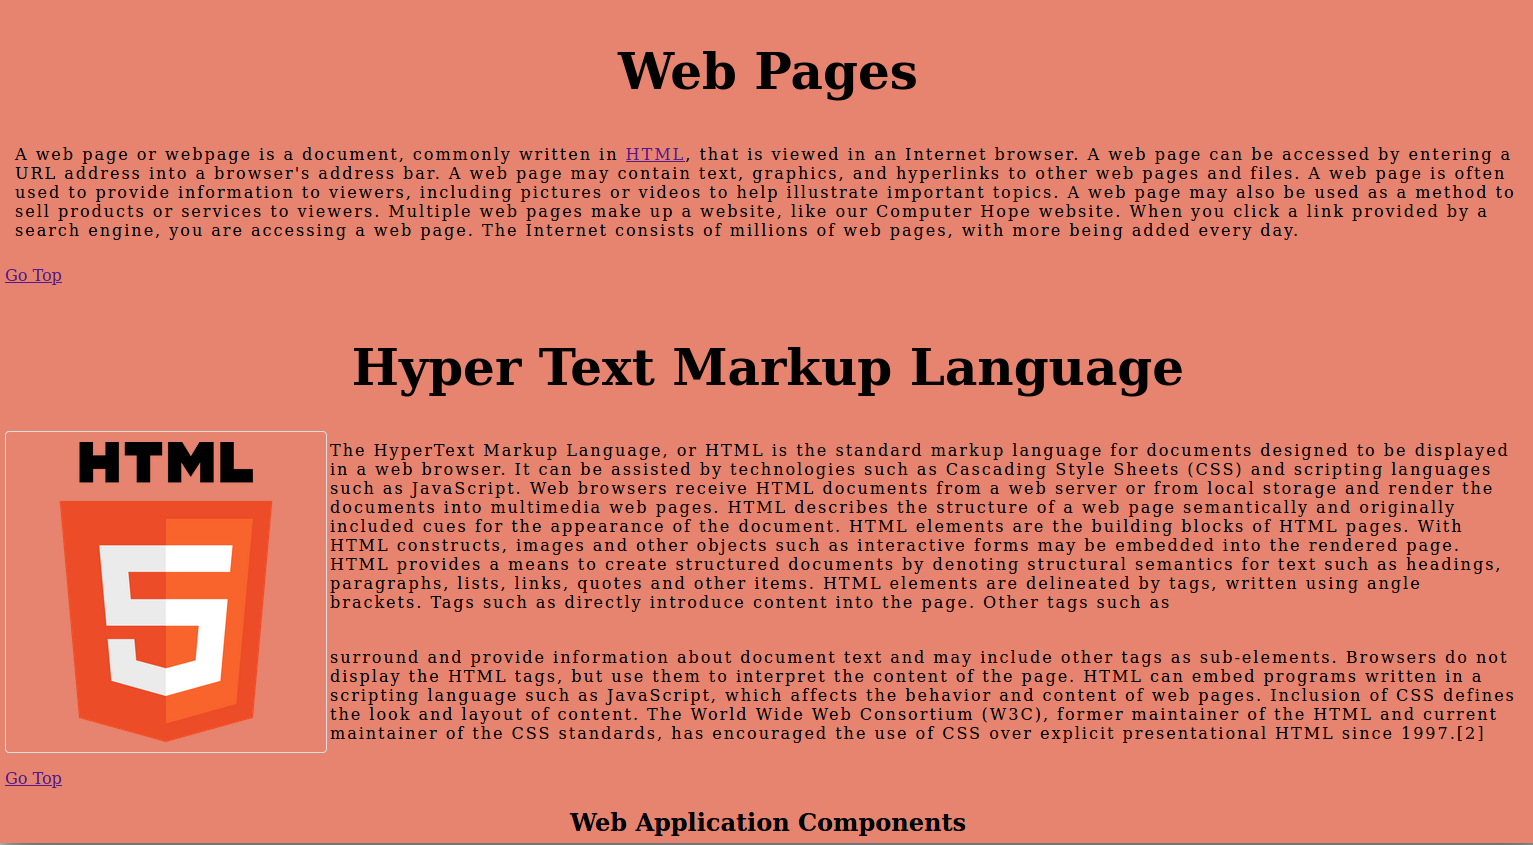 Web Pages
A web page or webpage is a document, commonly written in HTML, that is viewed in an Internet browser. A web page can be accessed by entering a
URL address into a browser's address bar. A web page may contain text, graphics, and hyperlinks to other web pages and files. A web page is often
used to provide information to viewers, including pictures or videos to help illustrate important topics. A web page may also be used as a method to
sell products or services to viewers. Multiple web pages make up a website, like our Computer Hope website. When you click a link provided by a
search engine, you are accessing a web page. The Internet consists of millions of web pages, with more being added every day.
Go Top
Hyper Text Markup Language
HTML
5
The HyperText Markup Language, or HTML is the standard markup language for documents designed to be displayed
in a web browser. It can be assisted by technologies such as Cascading Style Sheets (CSS) and scripting languages
such as JavaScript. Web browsers receive HTML documents from a web server or from local storage and render the
documents into multimedia web pages. HTML describes the structure of a web page semantically and originally
included cues for the appearance of the document. HTML elements are the building blocks of HTML pages. With
HTML constructs, images and other objects such as interactive forms may be embedded into the rendered page.
HTML provides a means to create structured documents by denoting structural semantics for text such as headings,
paragraphs, lists, links, quotes and other items. HTML elements are delineated by tags, written using angle
brackets. Tags such as directly introduce content into the page. Other tags such as
surround and provide information about document text and may include other tags as sub-elements. Browsers do not
display the HTML tags, but use them to interpret the content of the page. HTML can embed programs written in a
scripting language such as JavaScript, which affects the behavior and content of web pages. Inclusion of CSS defines
the look and layout of content. The World Wide Web Consortium (W3C), former maintainer of the HTML and current
maintainer of the CSS standards, has encouraged the use of CSS over explicit presentational HTML since 1997.[2]
Go Top
Web Application Components